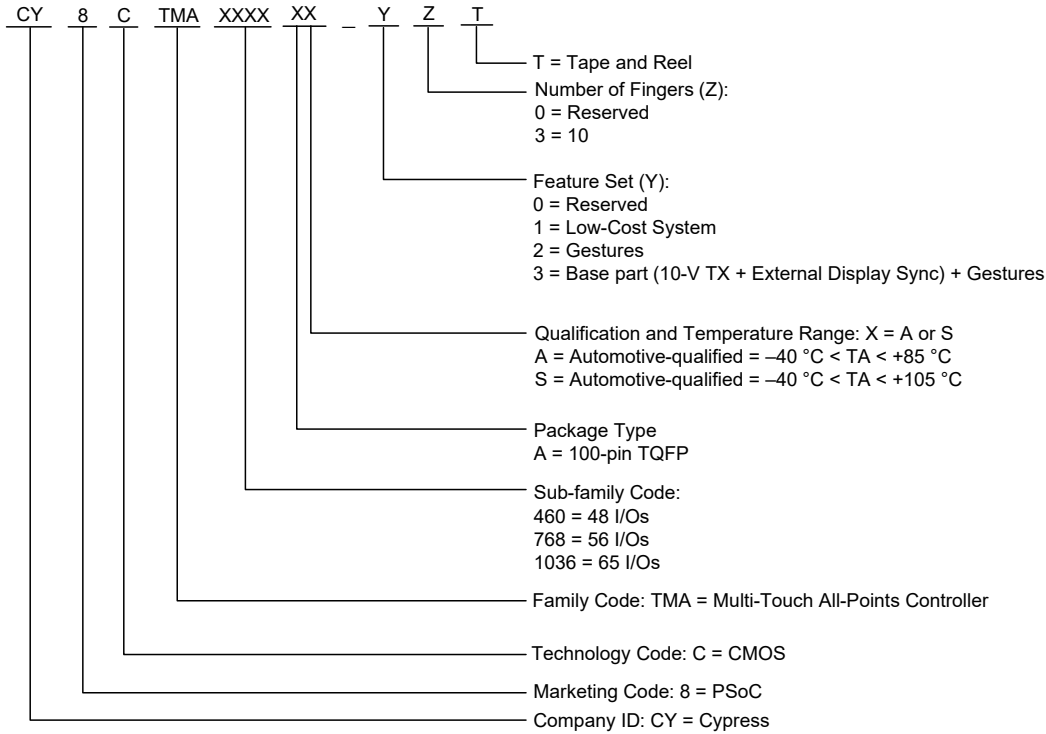 CY 8 C TMA XXXX XX _ Y Z T
T = Tape and Reel
Number of Fingers (Z):
0 = Reserved
3 = 10
Feature Set (Y):
0 = Reserved
1 = Low-Cost System
2 = Gestures
3 = Base part (10-V TX + External Display Sync) + Gestures
Qualification and Temperature Range: X = A or S
A = Automotive-qualified = –40 °C < TA < +85 °C
S = Automotive-qualified = –40 °C < TA < +105 °C
Package Type
A = 100-pin TQFP
Sub-family Code:
460 = 48 I/Os
768 = 56 I/Os
1036 = 65 I/Os
Family Code: TMA = Multi-Touch All-Points Controller
Technology Code: C = CMOS
Marketing Code: 8 = PSoC
Company ID: CY = Cypress